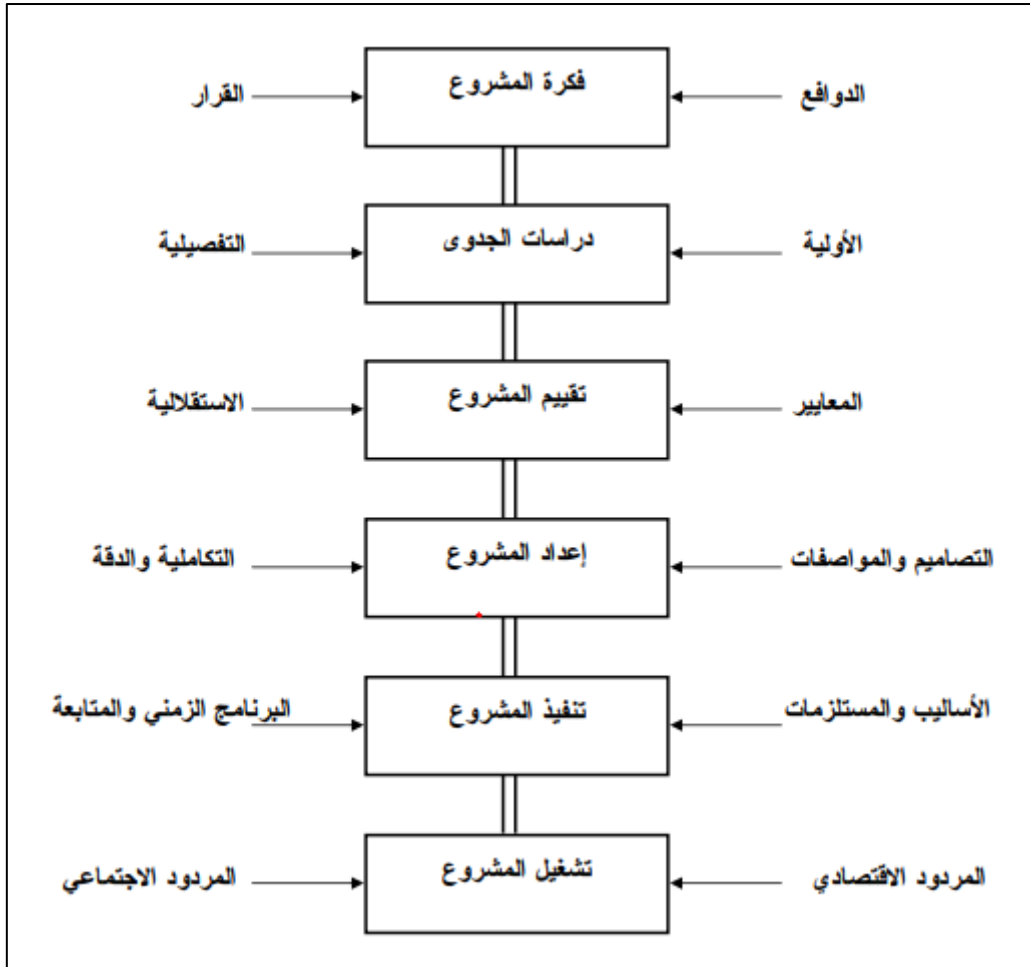 الدوافع
فكرة المشروع
القرار
الأولية
دراسات الجدوى
التفصيلية
المعايير
تقييم المشروع
الاستقلالية
التصاميم والمواصفات
إعداد المشروع
التكاملية والدقة
الأساليب والمستلزمات
تنفيذ المشروع
البرنامج الزمني والمتابعة
المردود الاقتصادي
تشغيل المشروع
المردود الاجتماعي